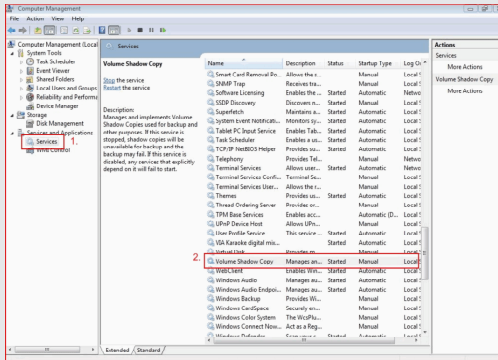 Computer Management
File Action View Help
Computer Management (Local
System Tools
Task Scheduler
Event Viewer
Shared Folders
Local Users and Groups
Reliability and Performa
Device Manager
Storage
Disk Management
Services and Applications
Services
1.
WMI Control
Services
Volume Shadow Copy
Stop the service
Restart the service
Description:
Manages and implements Volume
Shadow Copies used for backup and
other purposes. If this service is
stopped, shadow copies will be
unavailable for backup and the
backup may fail. If this service is
disabled, any services that explicitly
depend on it will fail to start.
Name Description Status Startup Type Log On
Smart Card Removal Po... Allows the s... Manual Local S
SNMP Trap Receives tra... Manual Local S
Software Licensing Enables the ... Started Automatic Netwo
SSDP Discovery Discovers n... Started Manual Local S
Superfetch Maintains a... Started Automatic Local S
System Event Notificati... Monitors sy... Started Automatic Local S
Tablet PC Input Service Enables Tab... Started Automatic Local S
Task Scheduler Enables a us... Started Automatic Local S
TCP/IP NetBIOS Helper Provides su... Started Automatic Local S
Telephony Provides Tel... Manual Netwo
Terminal Services Allows user... Started Automatic Netwo
Terminal Services Confi... Terminal Se... Manual Local S
Terminal Services User... Allows the r... Manual Local S
Themes Provides us... Started Automatic Local S
Thread Ordering Server Provides or... Manual Local S
TPM Base Services Enables acc... Automatic (D... Local S
UPnP Device Host Allows UPn... Manual Local S
User Profile Service This service ... Started Automatic Local S
VIA Karaoke digital mix... Started Automatic Local S
Virtual Disk Provides m... Manual Local S
2.
Volume Shadow Copy Manages an... Started Manual Local S
WebClient Enables Win... Started Automatic Local S
Windows Audio Manages au... Started Automatic Local S
Windows Audio Endpoi... Manages au... Started Automatic Local S
Windows Backup Provides Wi... Manual Local S
Windows CardSpace Securely en... Manual Local S
Windows Color System The WcsPlu... Manual Local S
Windows Connect Now... Act as a Reg... Manual Local S
Windows Defender Scan your c... Started Automatic Local S
Extended Standard
Actions
Services
More Actions
Volume Shadow Copy
More Actions